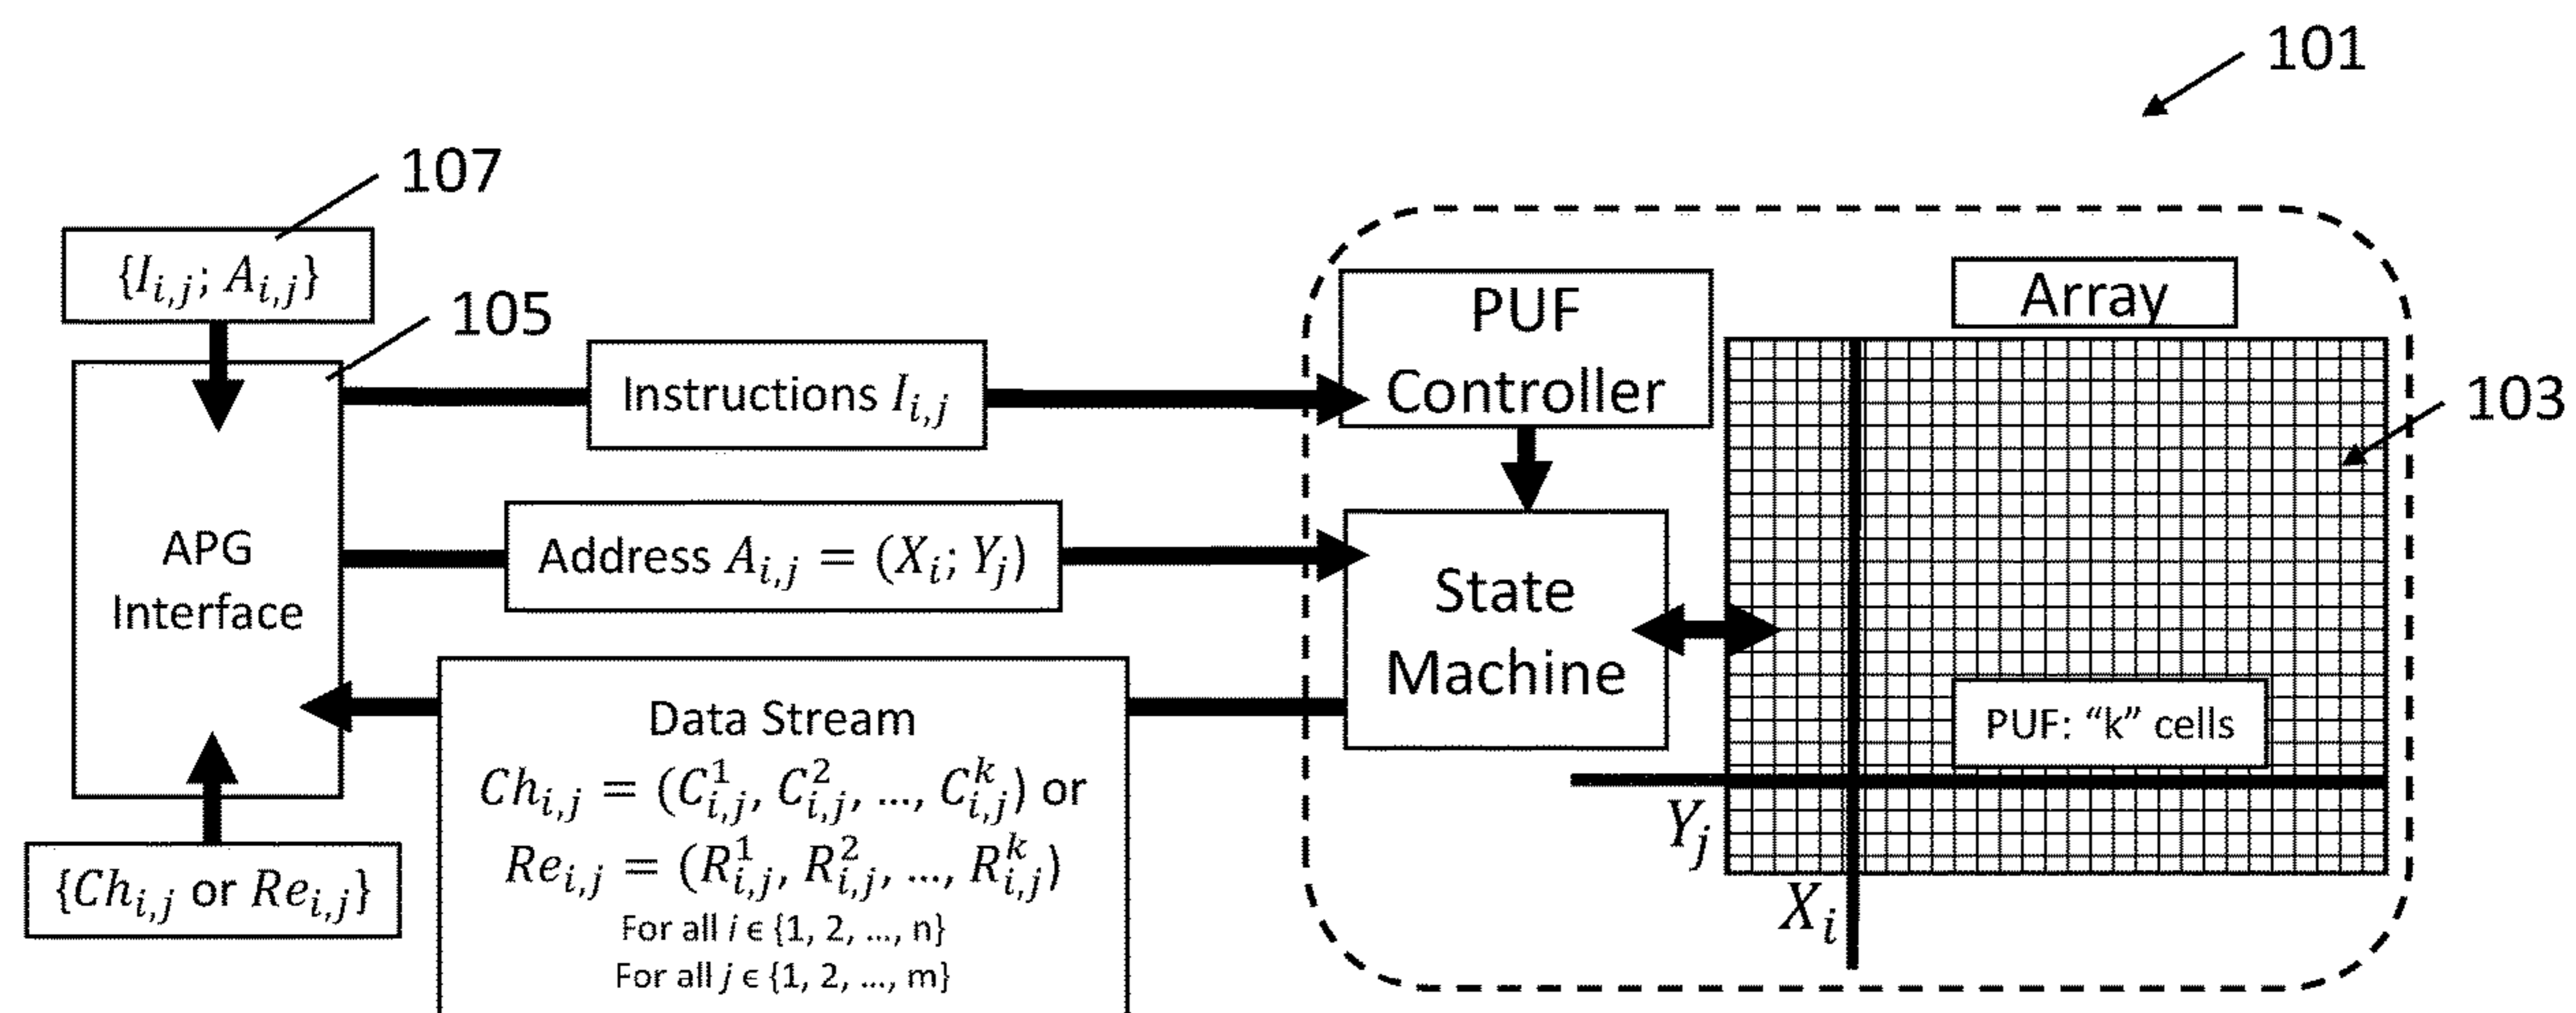 101
107
{I_{i,j}; A_{i,j}}
105
Array
PUF
Controller
Instructions I_{i,j}
103
APG
Interface
Address A_{i,j} = (X_i; Y_j)
State
Machine
PUF: “k” cells
Data Stream
Ch_{i,j} = (C^1_{i,j}, C^2_{i,j}, ..., C^k_{i,j}) or
Re_{i,j} = (R^1_{i,j}, R^2_{i,j}, ..., R^k_{i,j})
For all i ϵ {1, 2, ..., n}
For all j ϵ {1, 2, ..., m}
{Ch_{i,j} or Re_{i,j}}
Y_j
X_i